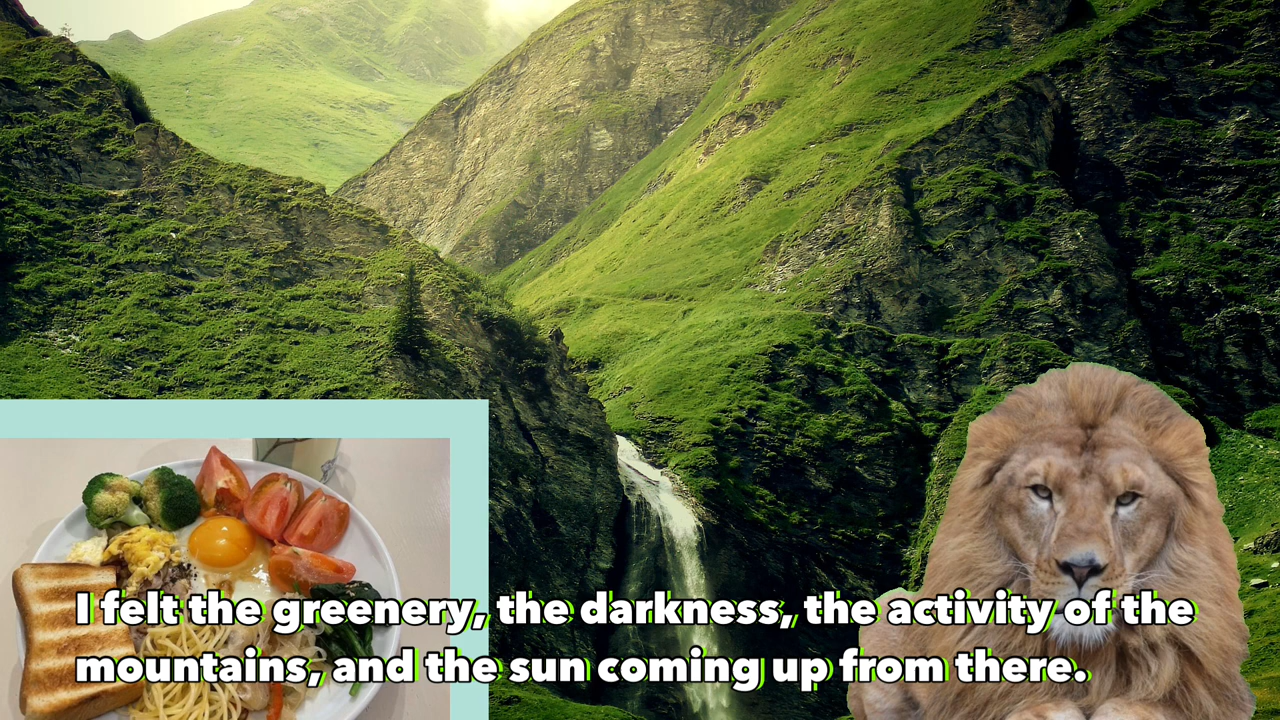 I felt the greenery, the darkness, the activity of the
mountains, and the sun coming up from there.